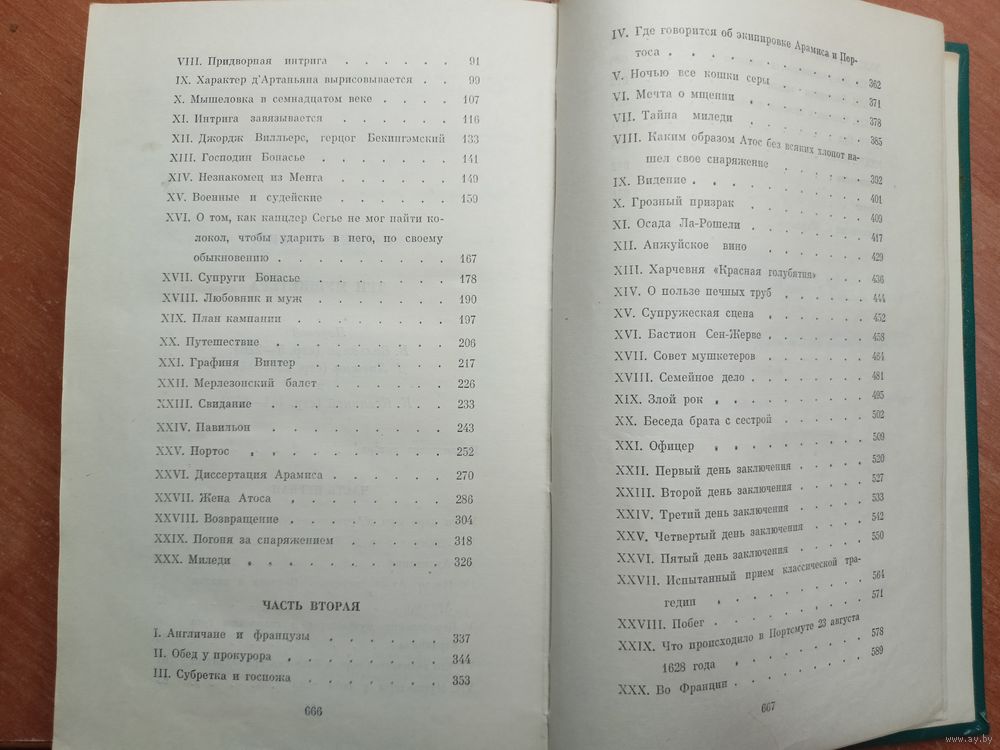 VIII. Придворная интрига . . . . . 91
IX. Характер д'Артаньяна вырисовывается . . 99
X. Мышеловка в семнадцатом веке . . . . 107
XI. Интрига завязывается . . . . . 116
XII. Джордж Вилльерс, герцог Бекингэмский 133
XIII. Господин Бонасье . . . . . . . 141
XIV. Незнакомец из Менга . . . . . 149
XV. Военные и судейские . . . . . 159
XVI. О том, как канцлер Сегье не мог найти ко-
локол, чтобы ударить в него, по своему
обыкновению . . . . . . . . 167
XVII. Супруги Бонасье . . . . . . . 178
XVIII. Любовник и муж . . . . . . . 190
XIX. План кампании . . . . . . . 197
XX. Путешествие . . . . . . . . 206
XXI. Графиня Винтер . . . . . . . 217
XXII. Мерлезонский балет . . . . . . 226
XXIII. Свидание . . . . . . . . . 233
XXIV. Павильон . . . . . . . . . 243
XXV. Портос . . . . . . . . . . 252
XXVI. Диссертация Арамиса . . . . . . 270
XXVII. Жена Атоса . . . . . . . . 286
XXVIII. Возвращение . . . . . . . . 304
XXIX. Погоня за снаряжением . . . . . 318
XXX. Миледи . . . . . . . . . . 326
ЧАСТЬ ВТОРАЯ
I. Англичане и французы . . . . . . 337
II. Обед у прокурора . . . . . . . . 344
III. Субретка и госпожа . . . . . . . 353
666
IV. Где говорится об экипировке Арамиса и Пор-
тоса . . . . . . . . . . 362
V. Ночью все кошки серы . . . . . 371
VI. Мечта о мщении . . . . . . . 378
VII. Тайна миледи . . . . . . . . 385
VIII. Каким образом Атос без всяких хлопот на-
шел свое снаряжение . . . . . 392
IX. Видение . . . . . . . . . . 401
X. Грозный призрак . . . . . . . 409
XI. Осада Ла-Рошели . . . . . . . 417
XII. Анжуйское вино . . . . . . . 429
XIII. Харчевня «Красная голубятня» . . . . 436
XIV. О пользе печных труб . . . . . . 444
XV. Супружеская сцена . . . . . . . 452
XVI. Бастион Сен-Жерве . . . . . . . 458
XVII. Совет мушкетеров . . . . . . . 464
XVIII. Семейное дело . . . . . . . . 481
XIX. Злой рок . . . . . . . . . . 495
XX. Беседа брата с сестрой . . . . . . 502
XXI. Офицер . . . . . . . . . . 509
XXII. Первый день заключения . . . . . 520
XXIII. Второй день заключения . . . . . 527
XXIV. Третий день заключения . . . . . 533
XXV. Четвертый день заключения . . . . 542
XXVI. Пятый день заключения . . . . . 550
XXVII. Испытанный прием классической тра-
гедии . . . . . . . . . . 564
XXVIII. Побег . . . . . . . . . . 571
XXIX. Что происходило в Портсмуте 23 августа
1628 года . . . . . . . . . 578
XXX. Во Франции . . . . . . . . . 589
667
www.ay.by